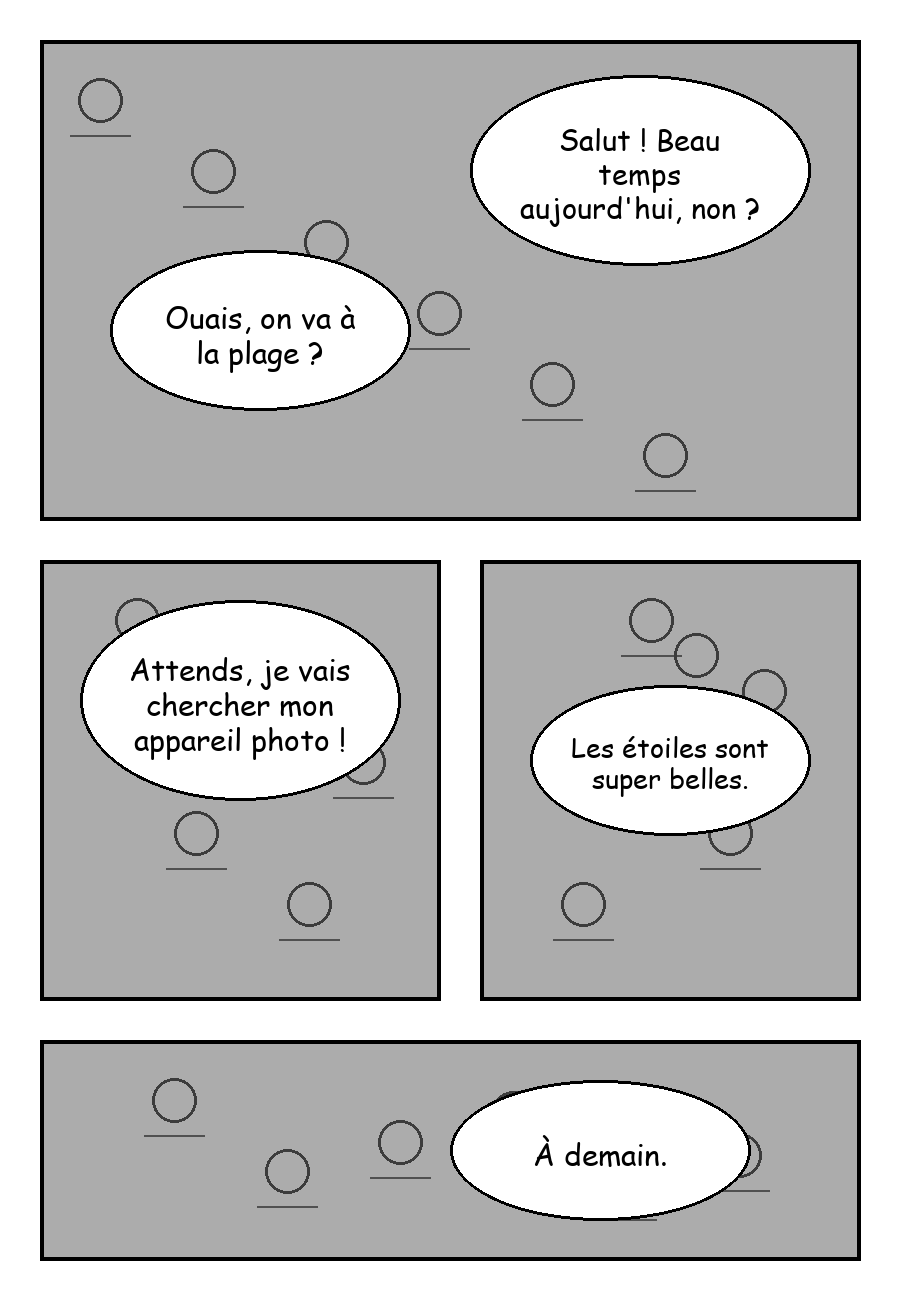 Salut ! Beau
temps
aujourd'hui, non ?
Ouais, on va à
la plage ?
Attends, je vais
chercher mon
appareil photo !
Les étoiles sont
super belles.
À demain.